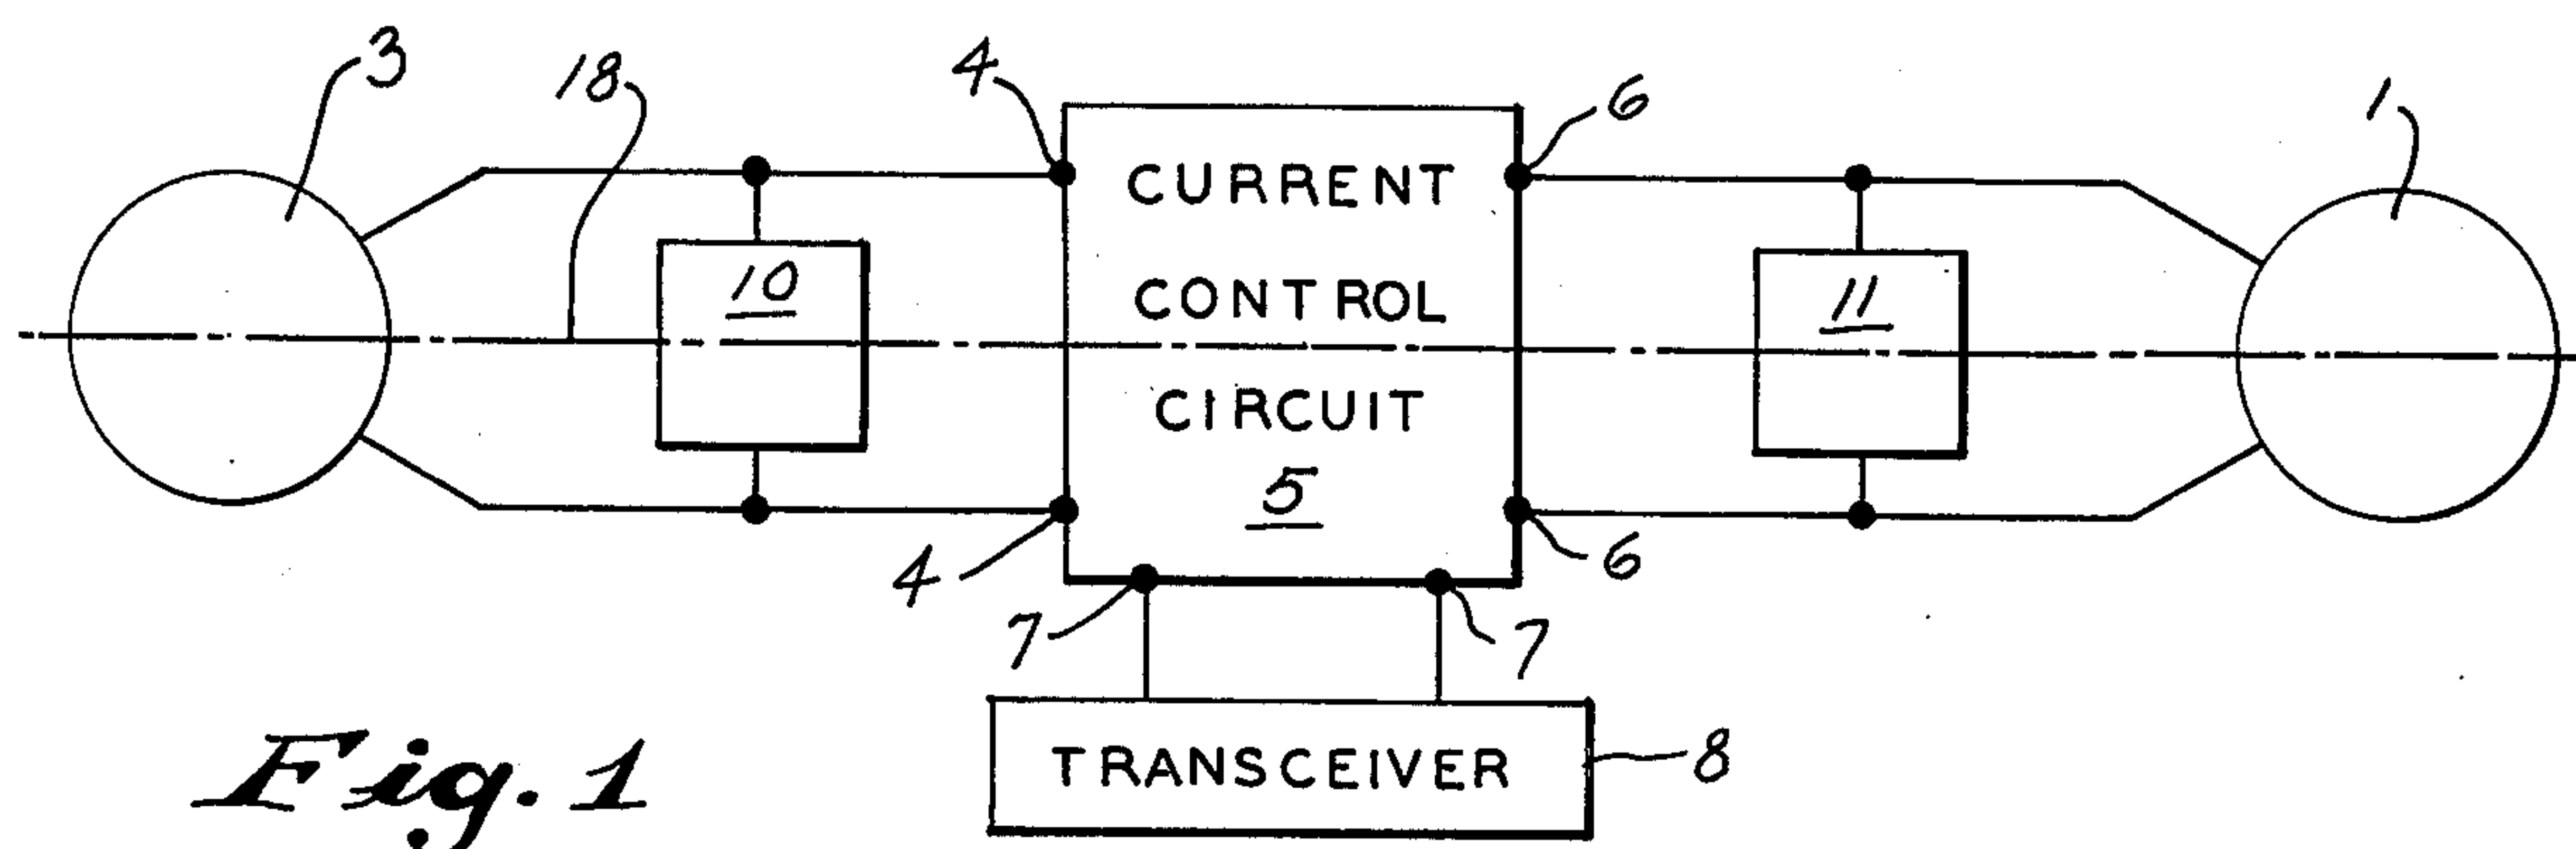 3
18
4
6
1
CURRENT
10
CONTROL
11
CIRCUIT
5
4
6
7
7
TRANSCEIVER
8
Fig. 1